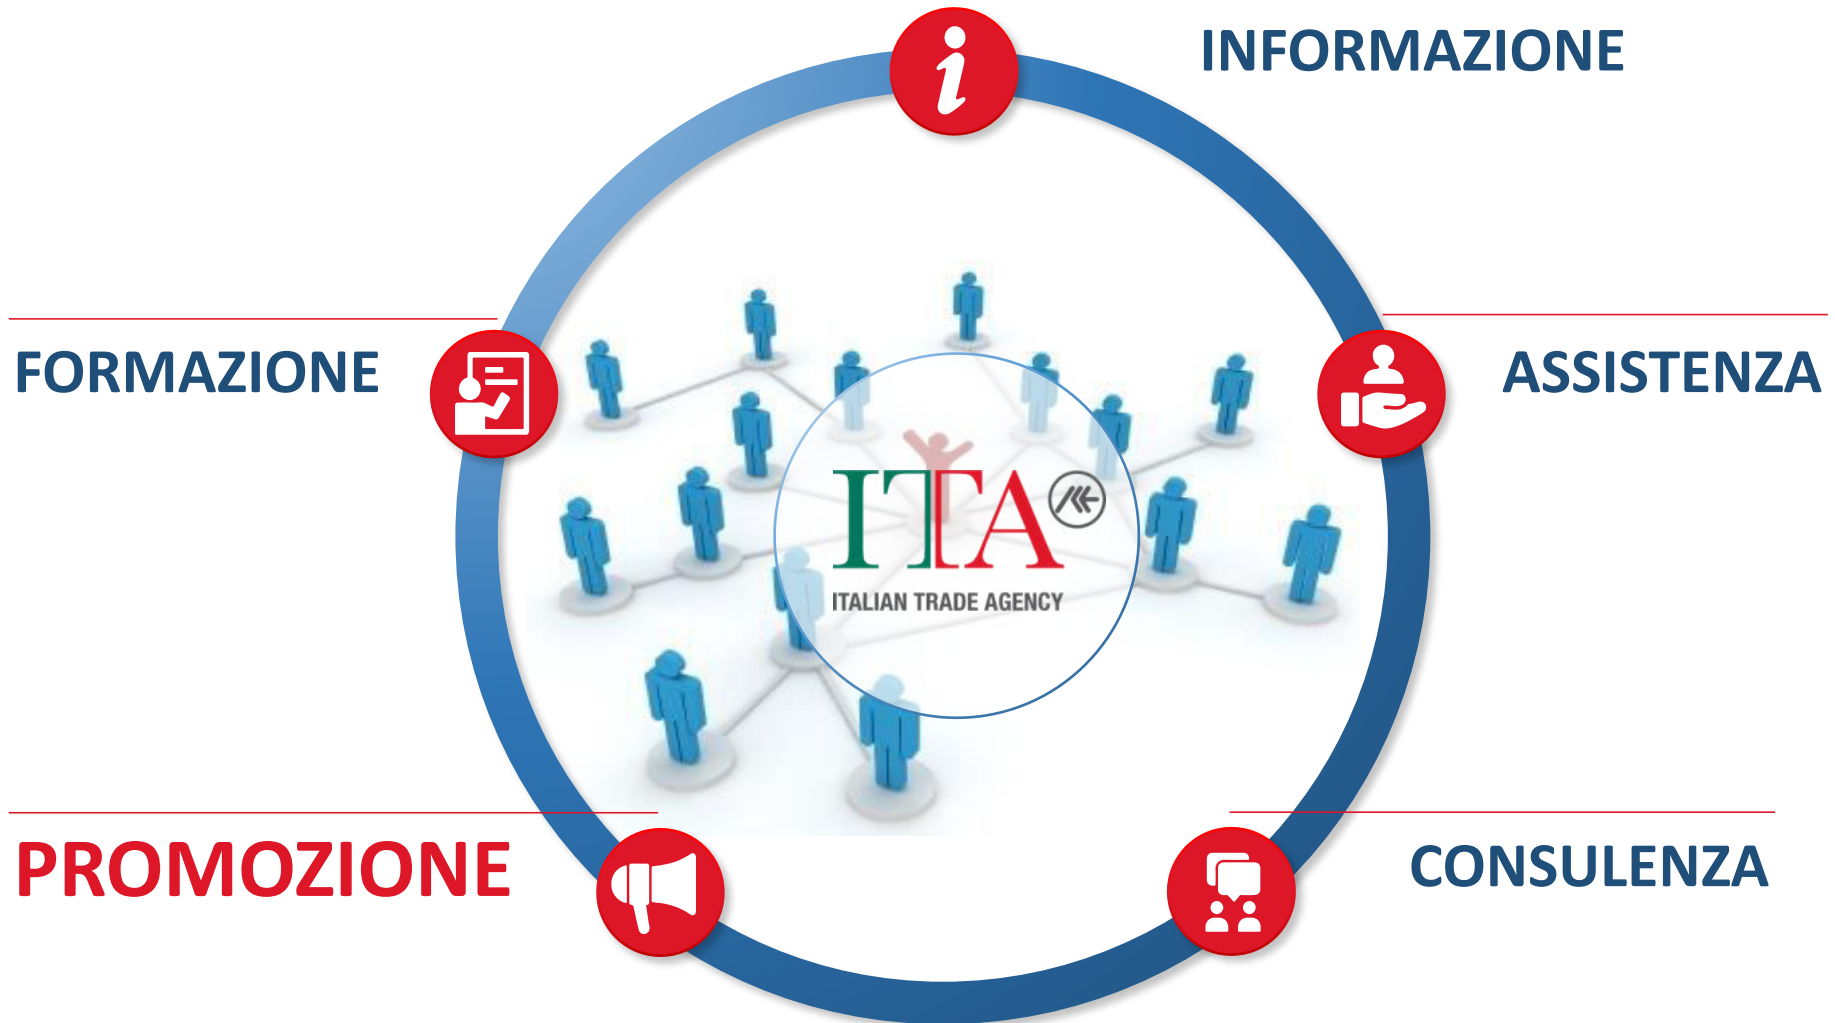 INFORMAZIONE
FORMAZIONE
ASSISTENZA
ITA
ITALIAN TRADE AGENCY
PROMOZIONE
CONSULENZA